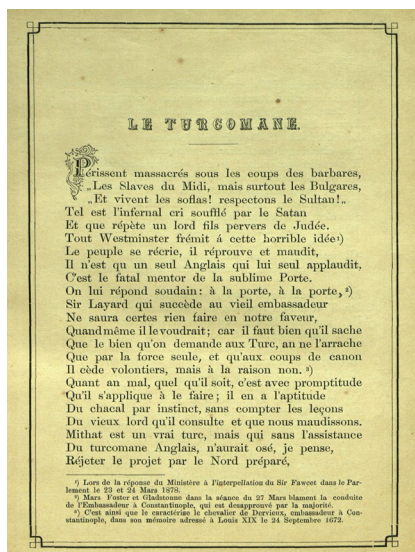 LE TURCOMANE.
Périssent massacrés sous les coups des barbares,
„Les Slaves du Midi, mais surtout les Bulgares,
„Et vivent les soflas! respectons le Sultan!„
Tel est l'infernal cri soufflé par le Satan
Et que répète un lord fils pervers de Judée.
Tout Westminster frémit á cette horrible idée¹)
Le peuple se récrie, il réprouve et maudit,
Il n'est qu un seul Anglais qui lui seul applaudit,
C'est le fatal mentor de la sublime Porte.
On lui répond soudain: à la porte, à la porte,²)
Sir Layard qui succède au vieil embassadeur
Ne saura certes rien faire en notre faveur,
Quand même il le voudrait; car il faut bien qu'il sache
Que le bien qu'on demande aux Turc, an ne l'arrache
Que par la force seule, et qu'aux coups de canon
Il cède volontiers, mais à la raison non.³)
Quant an mal, quel qu'il soit, c'est avec promptitude
Qu'il s'applique à le faire; il en a l'aptitude
Du chacal par instinct, sans compter les leçons
Du vieux lord qu'il consulte et que nous maudissons.
Mithat est un vrai turc, mais qui sans l'assistance
Du turcomane Anglais, n'aurait osé, je pense,
Réjeter le projet par le Nord préparé,
¹) Lors de la réponse du Ministère à l'interpellation du Sir Fawcet dans le Par-
lement le 23 et 24 Mars 1878.
²) Mars Foster et Gladstonne dans la séance du 27 Mars blament la conduite
de l'Embassadeur à Constantinople, qui est desapprouvé par la majorité.
³) C'est ainsi que le caractérise le chevalier de Dervieux, embassadeur à Con-
stantinople, dans son mémoire adressé à Louis XIX le 24 Septembre 1672.